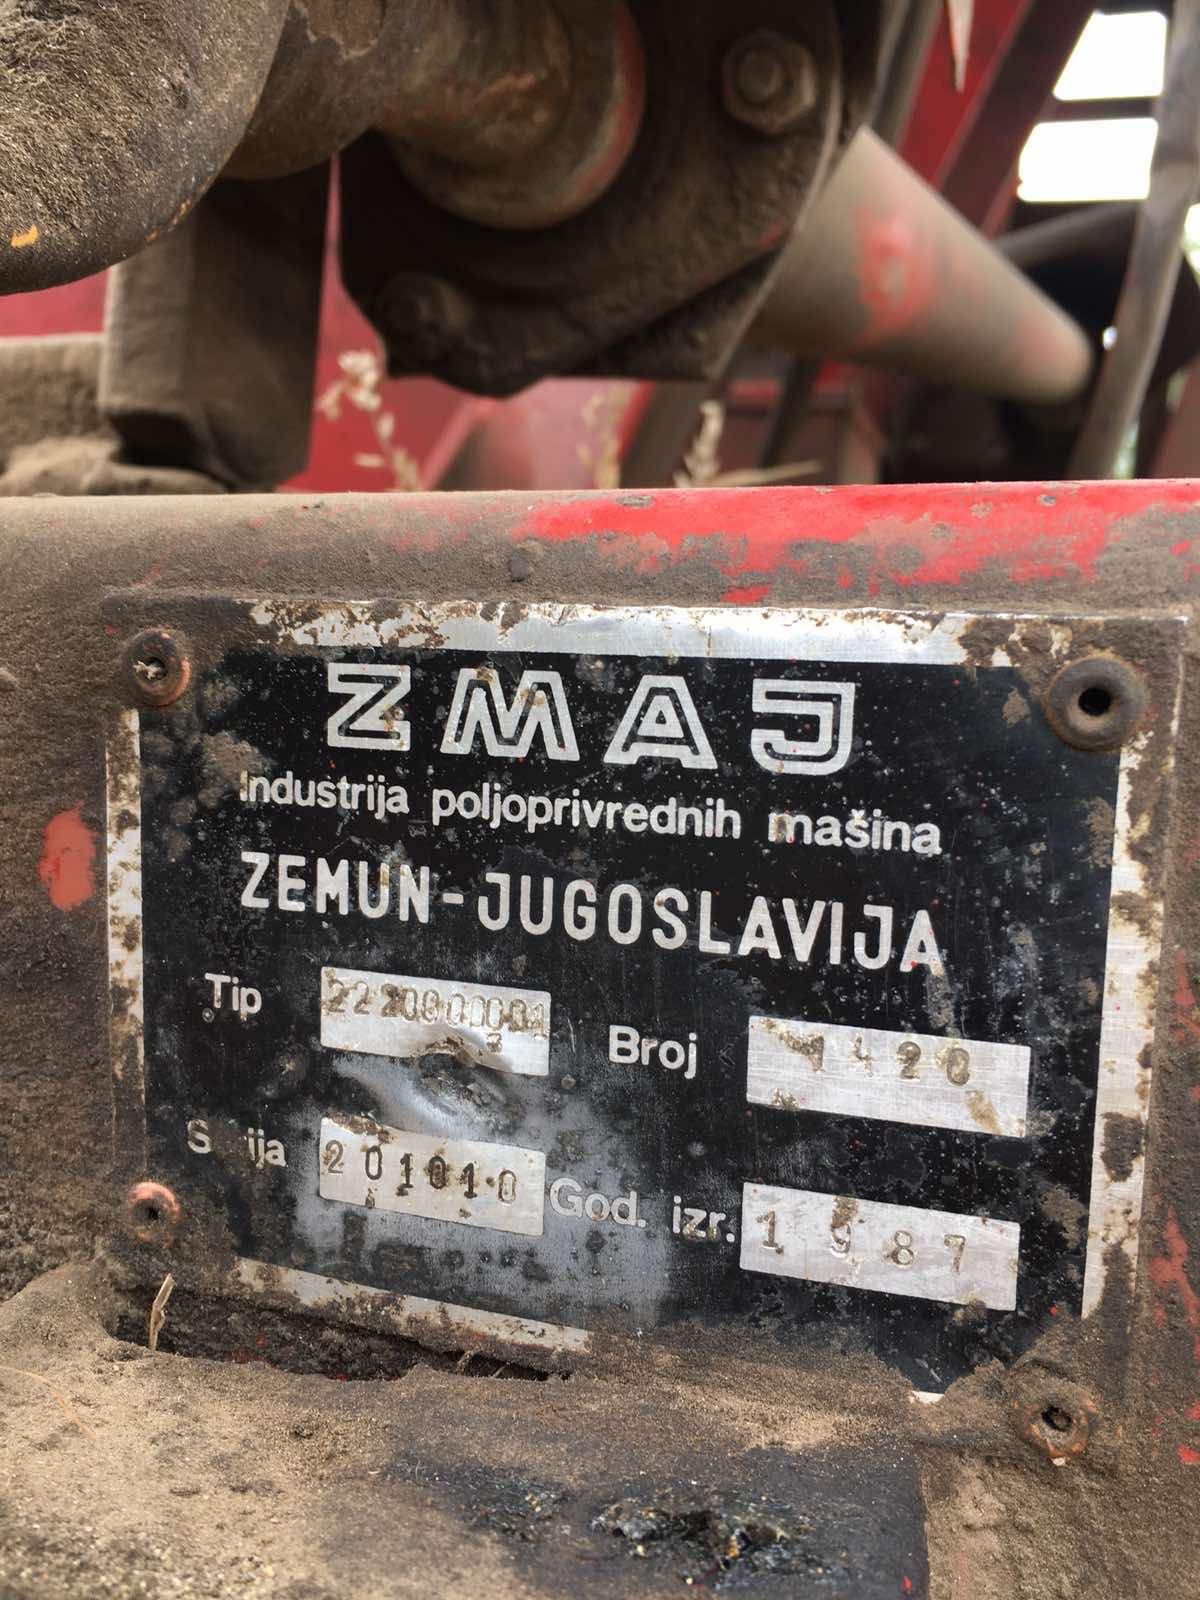 ZMAJ
Industrija poljoprivrednih mašina
ZEMUN-JUGOSLAVIJA
Tip
Broj 1420
Serija 201010
God. izr. 1987